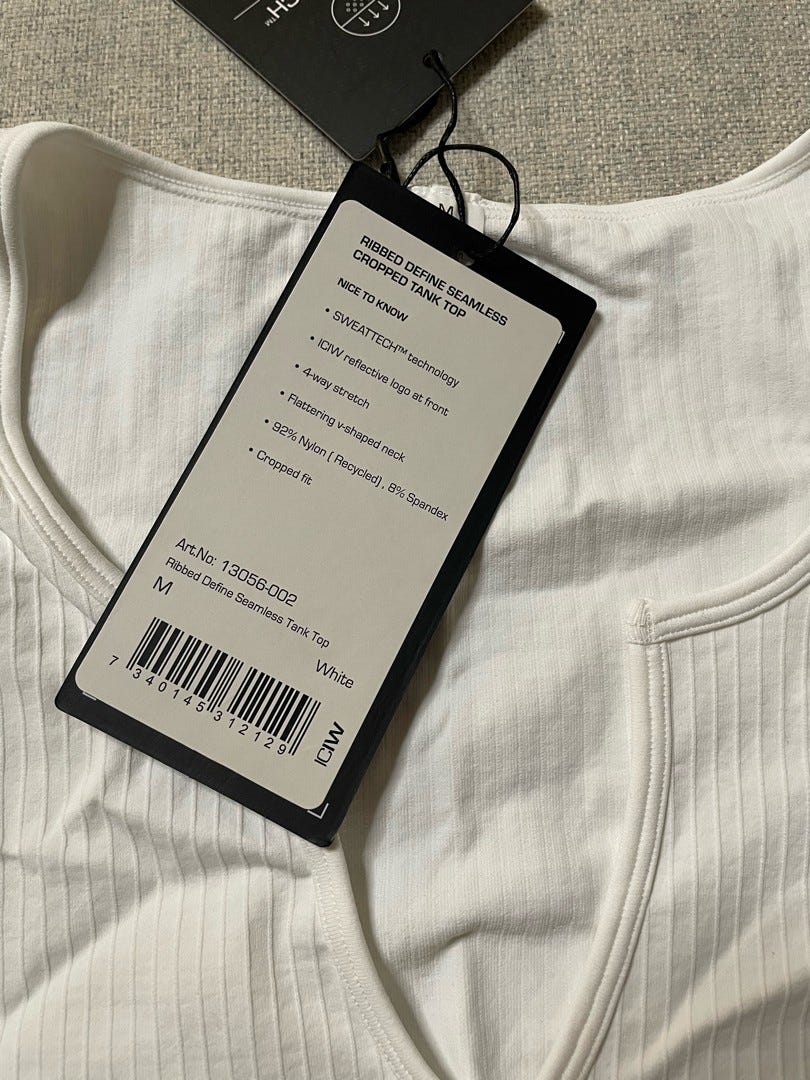 CH™
M
RIBBED DEFINE SEAMLESS
CROPPED TANK TOP
NICE TO KNOW
• SWEATTECH™ technology
• ICIW reflective logo at front
• 4-way stretch
• Flattering v-shaped neck
• 92% Nylon ( Recycled) , 8% Spandex
• Cropped fit
Art.No: 13056-002
Ribbed Define Seamless Tank Top
M
White
7 340145 312129
ICIW